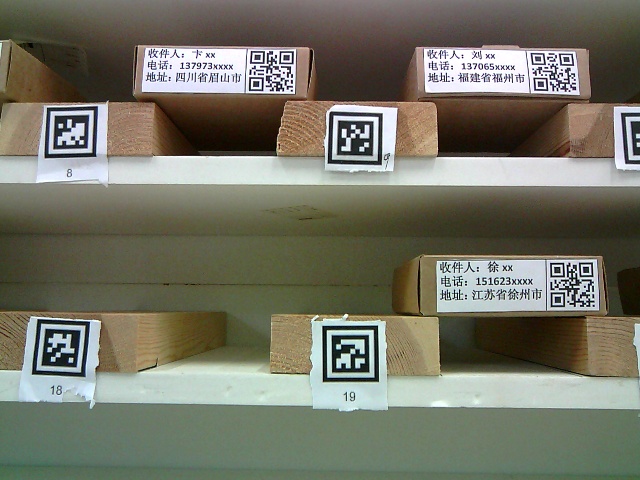 收件人：卞 xx
电话：137973xxxx
地址：四川省眉山市
收件人：刘 xx
电话：137065xxxx
地址：福建省福州市
8
9
收件人：徐 xx
电话：151623xxxx
地址：江苏省徐州市
18
19